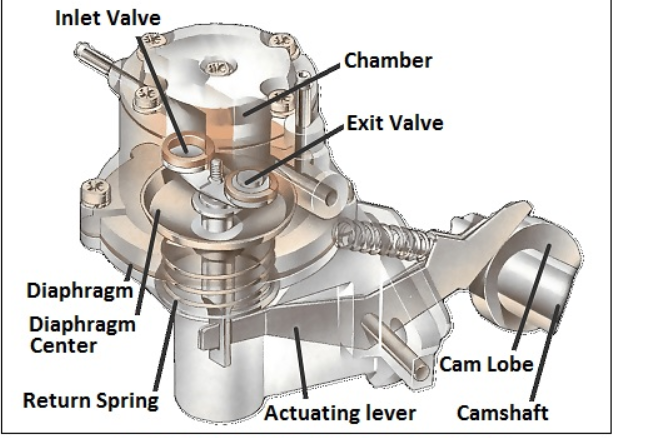 Inlet Valve
Chamber
Exit Valve
Diaphragm
Diaphragm
Center
Return Spring
Actuating lever
Cam Lobe
Camshaft